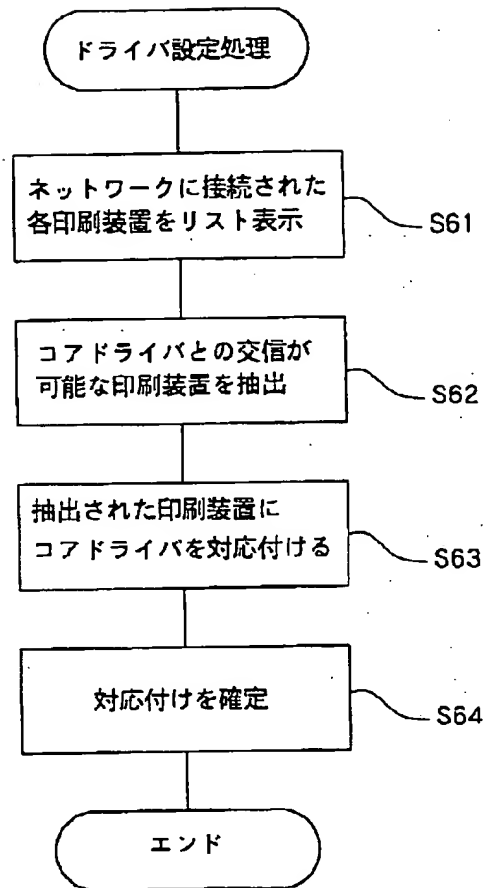 ドライバ設定処理
ネットワークに接続された
各印刷装置をリスト表示
S61
コアドライバとの交信が
可能な印刷装置を抽出
S62
抽出された印刷装置に
コアドライバを対応付ける
S63
対応付けを確定
S64
エンド